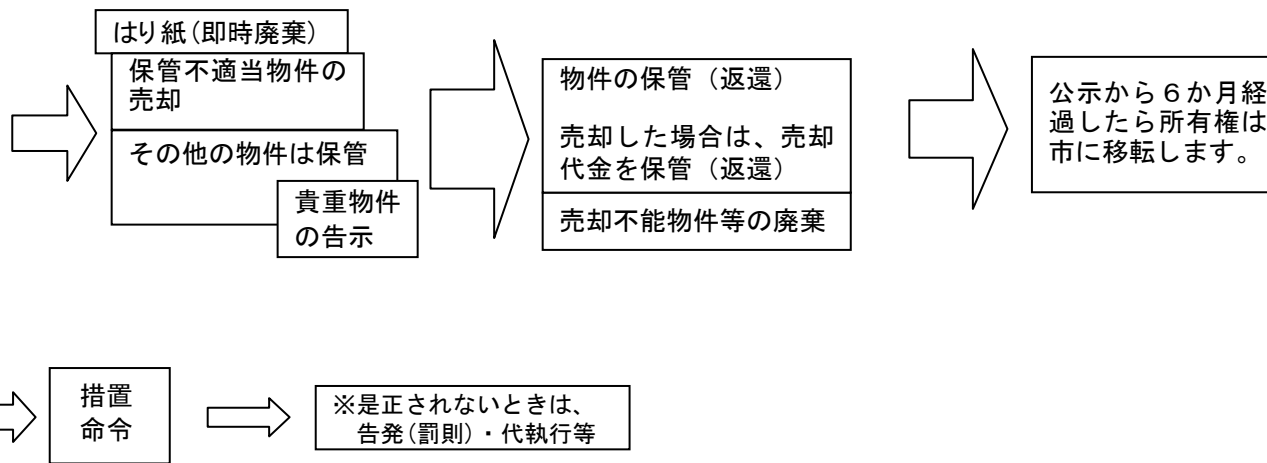 はり紙(即時廃棄)
保管不適当物件の
売却
その他の物件は保管
貴重物件
の告示
物件の保管（返還）
売却した場合は、売却
代金を保管（返還）
売却不能物件等の廃棄
公示から６か月経
過したら所有権は
市に移転します。
措置
命令
※是正されないときは、
告発(罰則)・代執行等